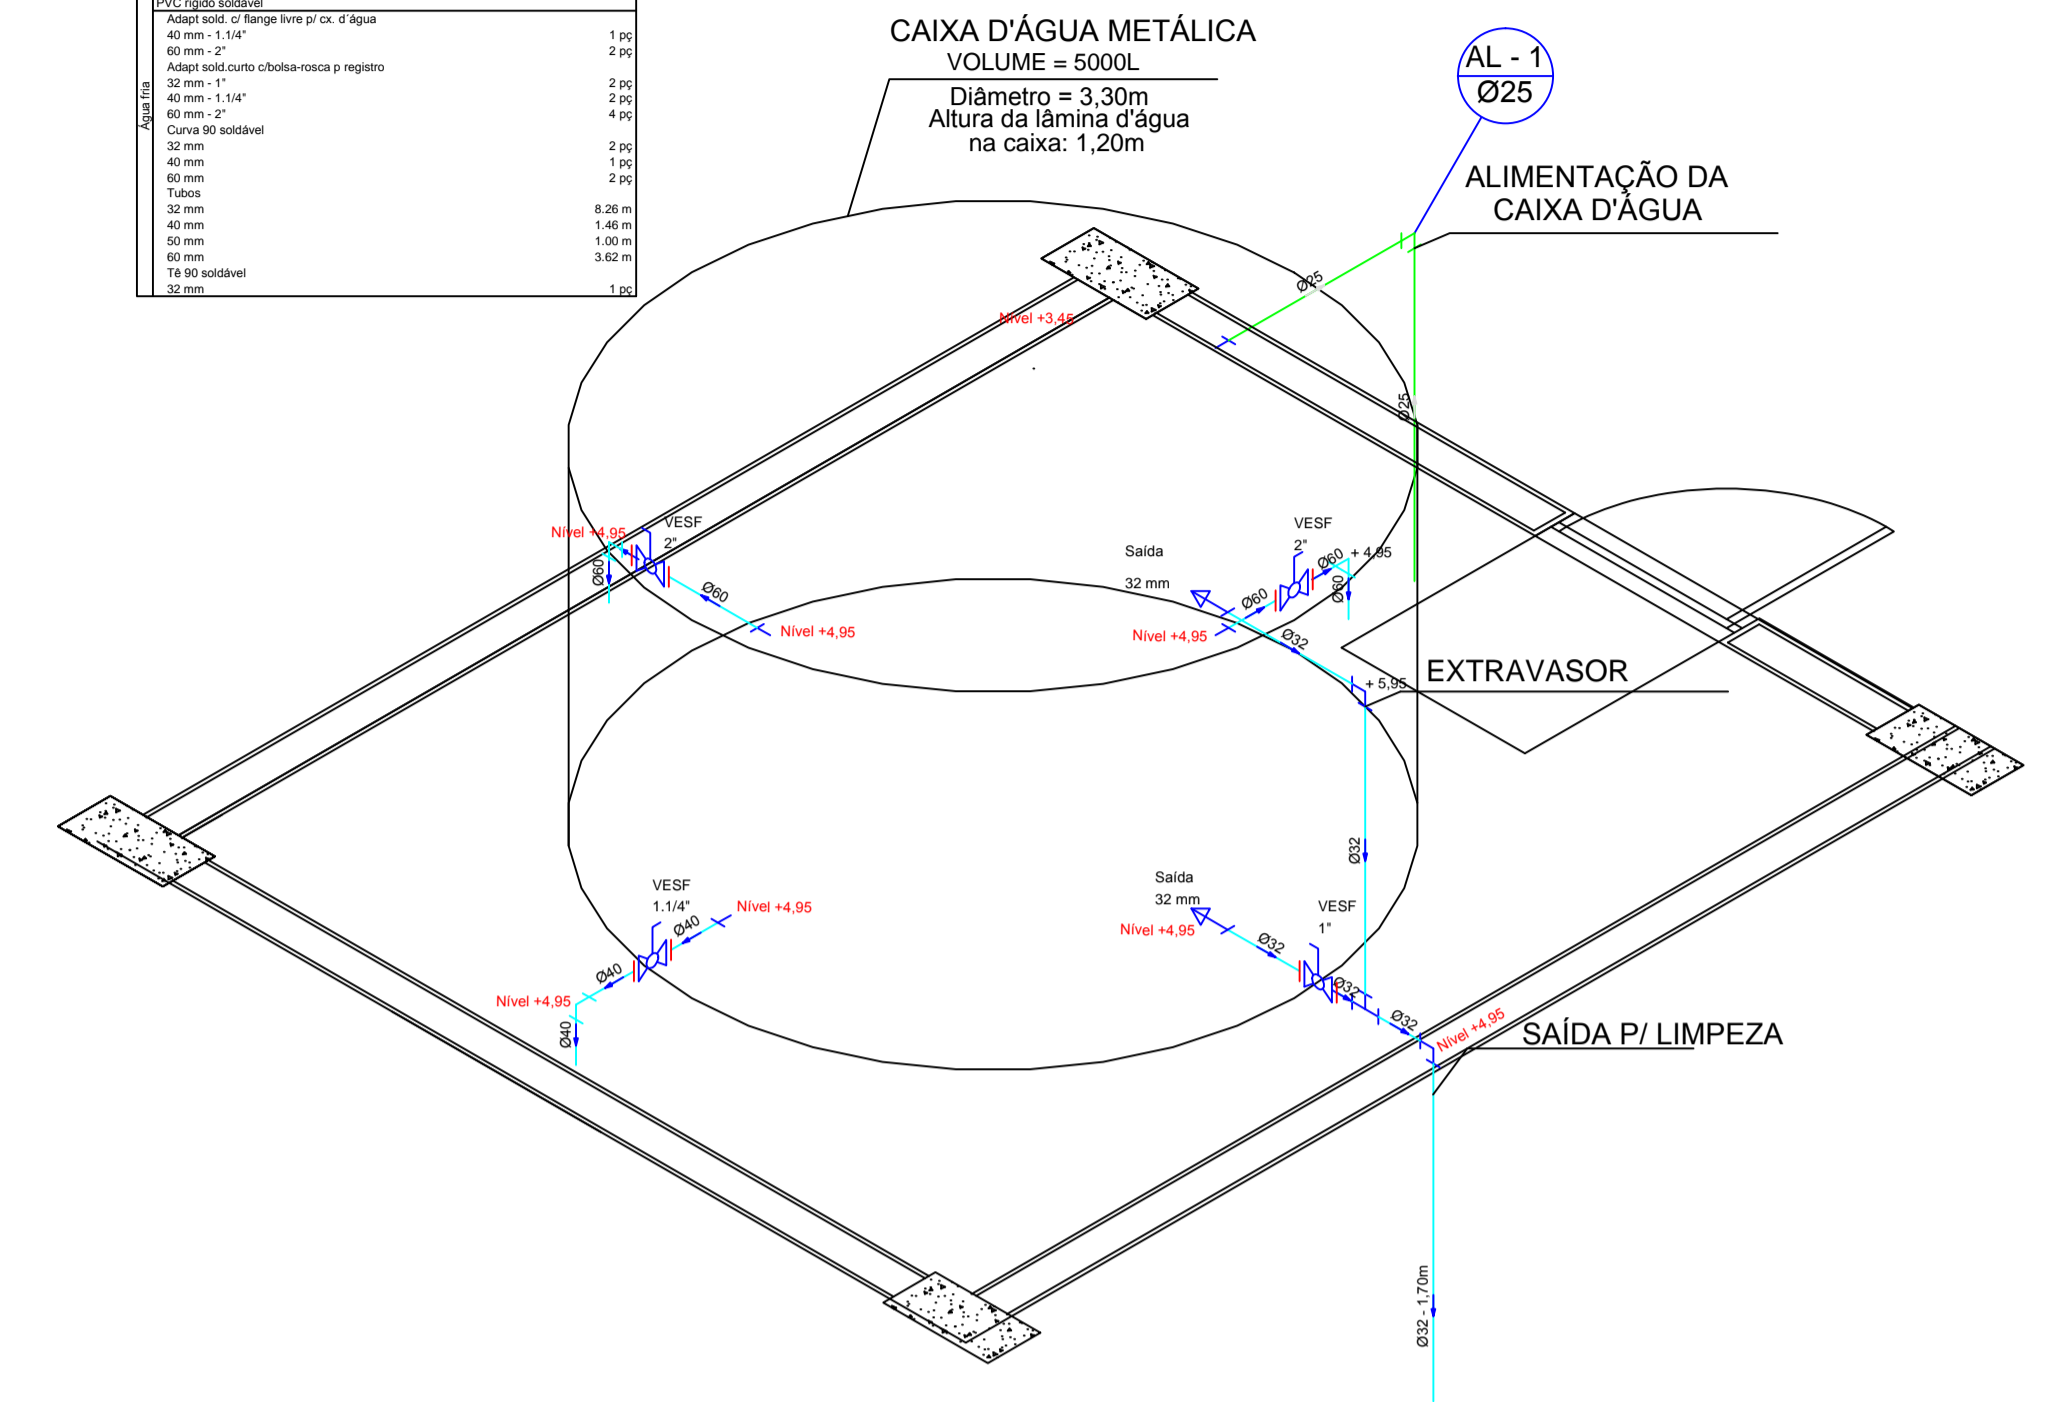 PVC rígido soldável
Água fria
Adapt sold. c/ flange livre p/ cx. d´água
40 mm - 1.1/4" 1 pç
60 mm - 2" 2 pç
Adapt sold.curto c/bolsa-rosca p registro
32 mm - 1" 2 pç
40 mm - 1.1/4" 2 pç
60 mm - 2" 4 pç
Curva 90 soldável
32 mm 2 pç
40 mm 1 pç
60 mm 2 pç
Tubos
32 mm 8.26 m
40 mm 1.46 m
50 mm 1.00 m
60 mm 3.62 m
Tê 90 soldável
32 mm 1 pç
CAIXA D'ÁGUA METÁLICA
VOLUME = 5000L
Diâmetro = 3,30m
Altura da lâmina d'água
na caixa: 1,20m
AL - 1
Ø25
ALIMENTAÇÃO DA
CAIXA D'ÁGUA
Ø25
Nível +3,45
Ø25
Nível +4,95
VESF
2"
Ø60
Ø60
Nível +4,95
Saída
32 mm
VESF
2"
Ø60
+ 4,95
Ø60
Ø60
Nível +4,95
Ø32
+ 5,95
EXTRAVASOR
Ø32
VESF
1.1/4"
Nível +4,95
Ø40
Ø40
Nível +4,95
Ø40
Saída
32 mm
Nível +4,95
VESF
1"
Ø32
Ø32
Ø32
Nível +4,95
SAÍDA P/ LIMPEZA
Ø32 - 1,70m